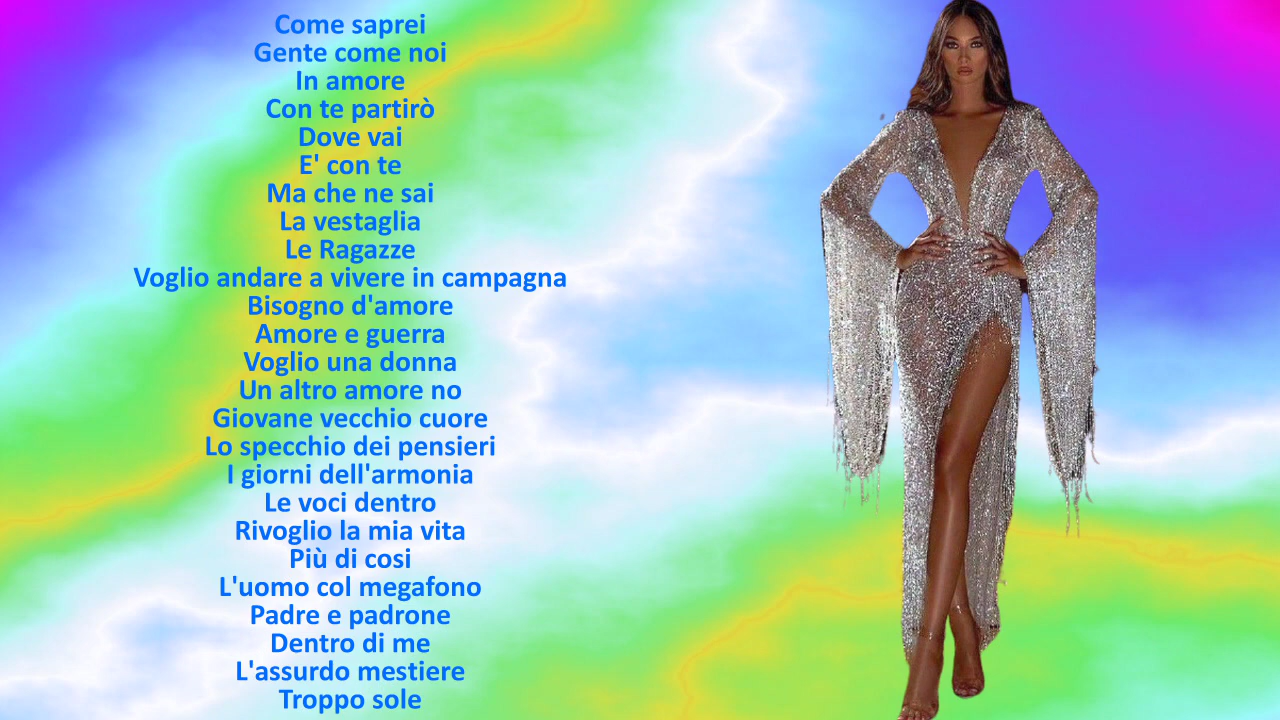 Come saprei
Gente come noi
In amore
Con te partirò
Dove vai
E' con te
Ma che ne sai
La vestaglia
Le Ragazze
Voglio andare a vivere in campagna
Bisogno d'amore
Amore e guerra
Voglio una donna
Un altro amore no
Giovane vecchio cuore
Lo specchio dei pensieri
I giorni dell'armonia
Le voci dentro
Rivoglio la mia vita
Più di cosi
L'uomo col megafono
Padre e padrone
Dentro di me
L'assurdo mestiere
Troppo sole